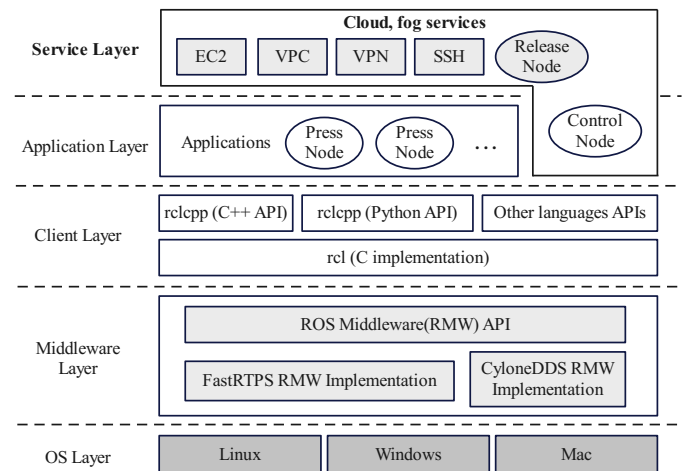 Cloud, fog services
Service Layer
EC2
VPC
VPN
SSH
Release
Node
Application Layer
Applications
Press
Node
Press
Node
...
Control
Node
Client Layer
rclcpp (C++ API)
rclcpp (Python API)
Other languages APIs
rcl (C implementation)
Middleware
Layer
ROS Middleware(RMW) API
FastRTPS RMW Implementation
CyloneDDS RMW
Implementation
OS Layer
Linux
Windows
Mac